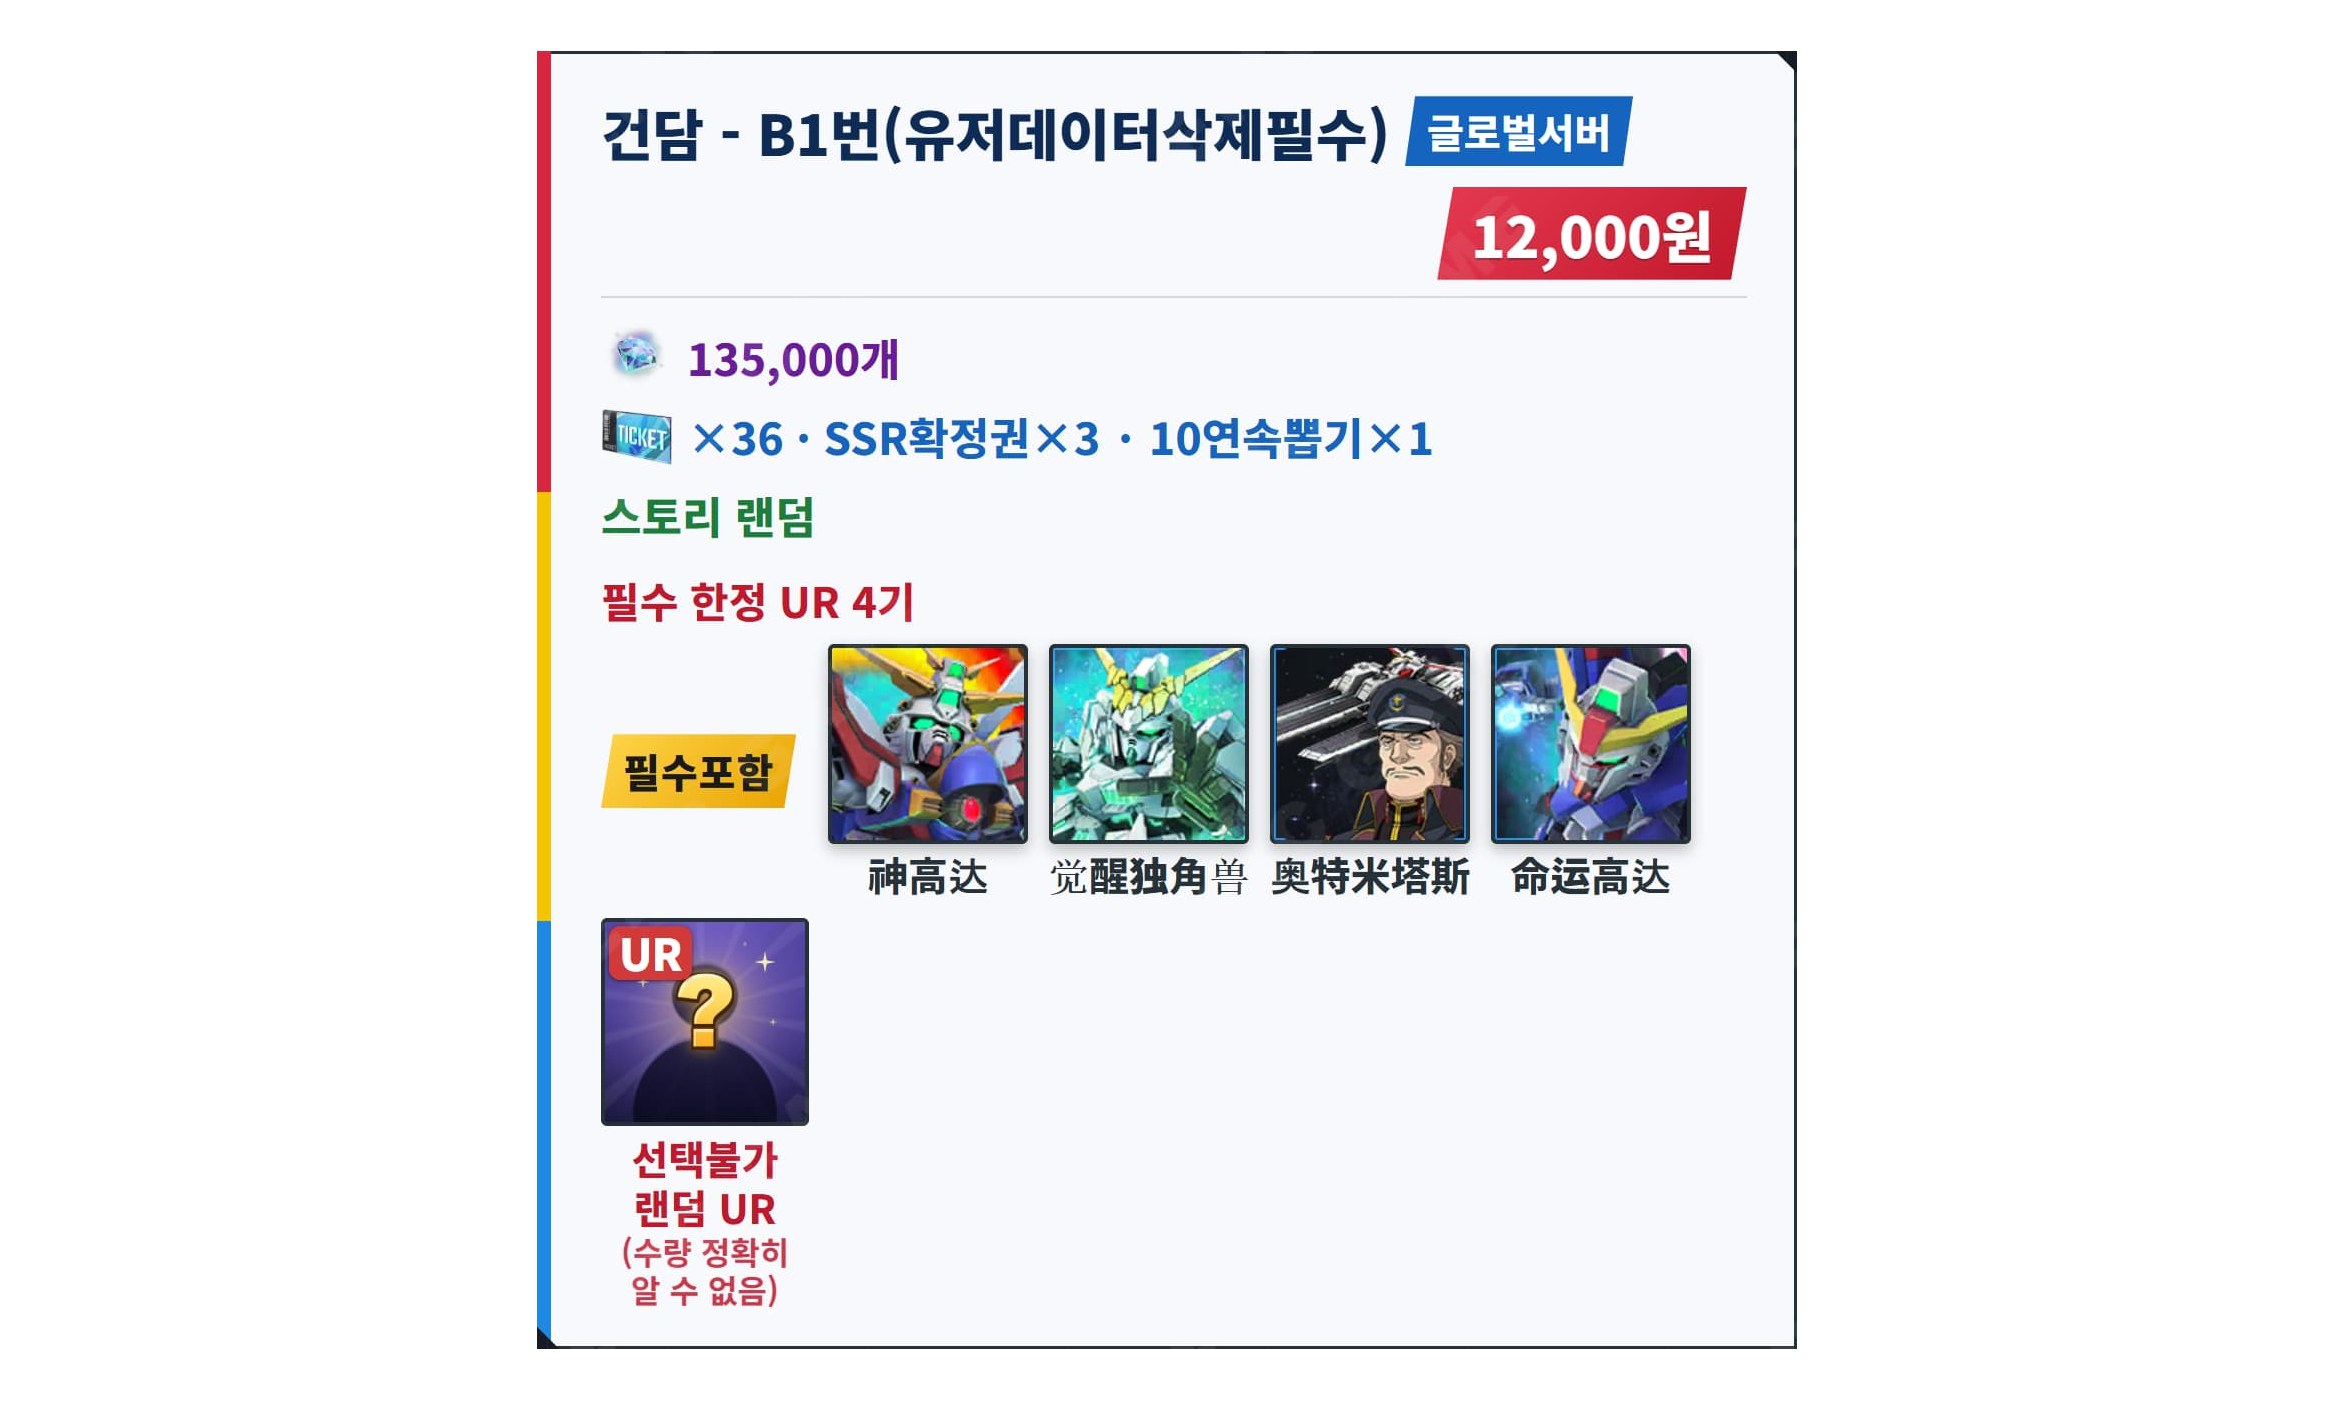 건담 - B1번(유저데이터삭제필수) 글로벌서버
12,000원
135,000개
TICKET ×36 · SSR확정권×3 · 10연속뽑기×1
스토리 랜덤
필수 한정 UR 4기
필수포함
神高达 觉醒独角兽 奥特米塔斯 命运高达
UR
?
선택불가
랜덤 UR
(수량 정확히
알 수 없음)